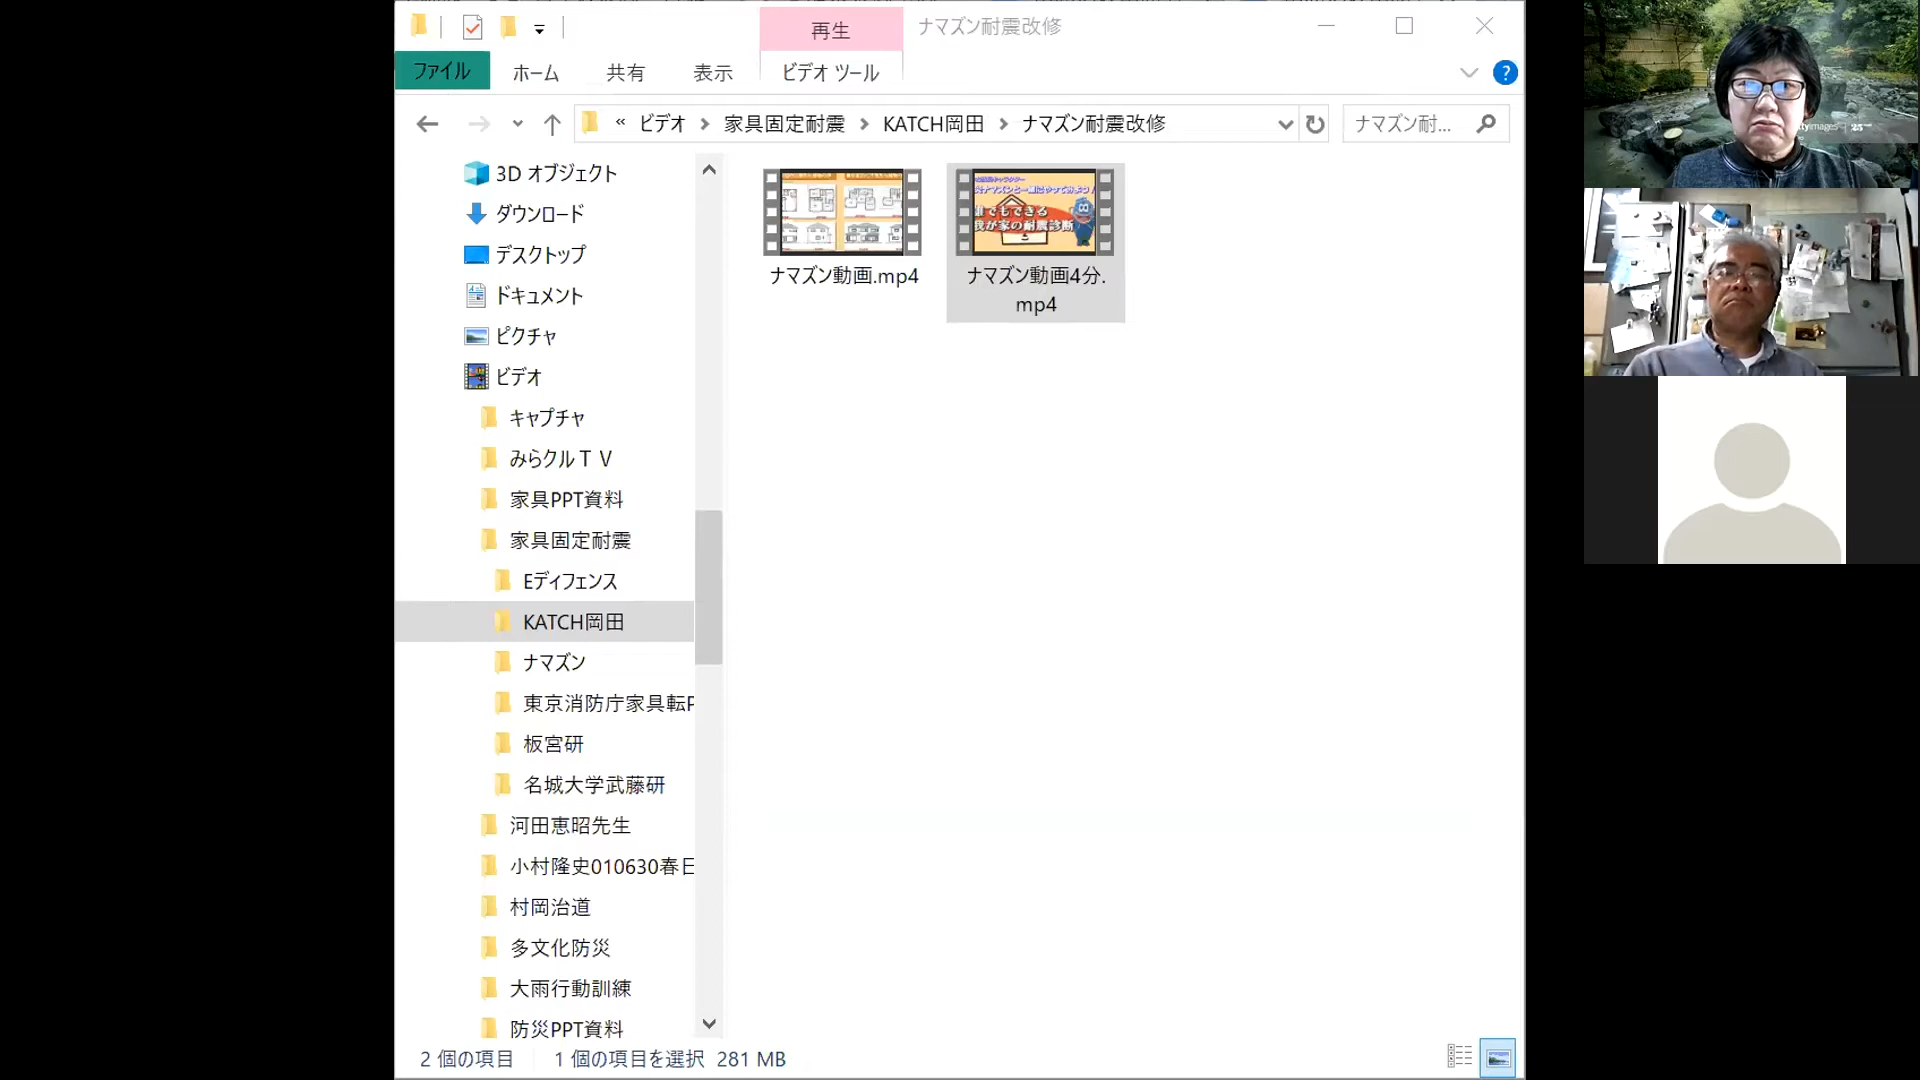 再生
ナマズン耐震改修
ファイル
ホーム
共有
表示
ビデオ ツール
« ビデオ > 家具固定耐震 > KATCH岡田 > ナマズン耐震改修
ナマズン耐...
3D オブジェクト
ダウンロード
デスクトップ
ドキュメント
ピクチャ
ビデオ
キャプチャ
みらクルＴＶ
家具PPT資料
家具固定耐震
Eディフェンス
KATCH岡田
ナマズン
東京消防庁家具転
板宮研
名城大学武藤研
河田恵昭先生
小村隆史010630春日
村岡治道
多文化防災
大雨行動訓練
防災PPT資料
ナマズン動画.mp4
誰でもできる
我が家の耐震診断
ナマズン動画4分.
mp4
2 個の項目
1 個の項目を選択 281 MB